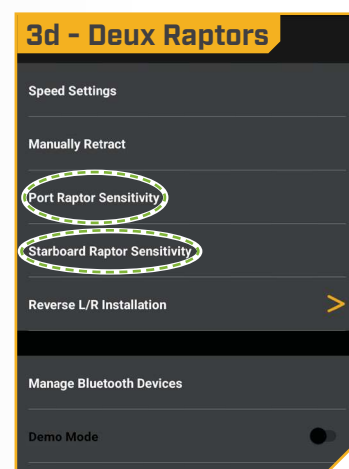 3d - Deux Raptors
Speed Settings
Manually Retract
Port Raptor Sensitivity
Starboard Raptor Sensitivity
Reverse L/R Installation
Manage Bluetooth Devices
Demo Mode